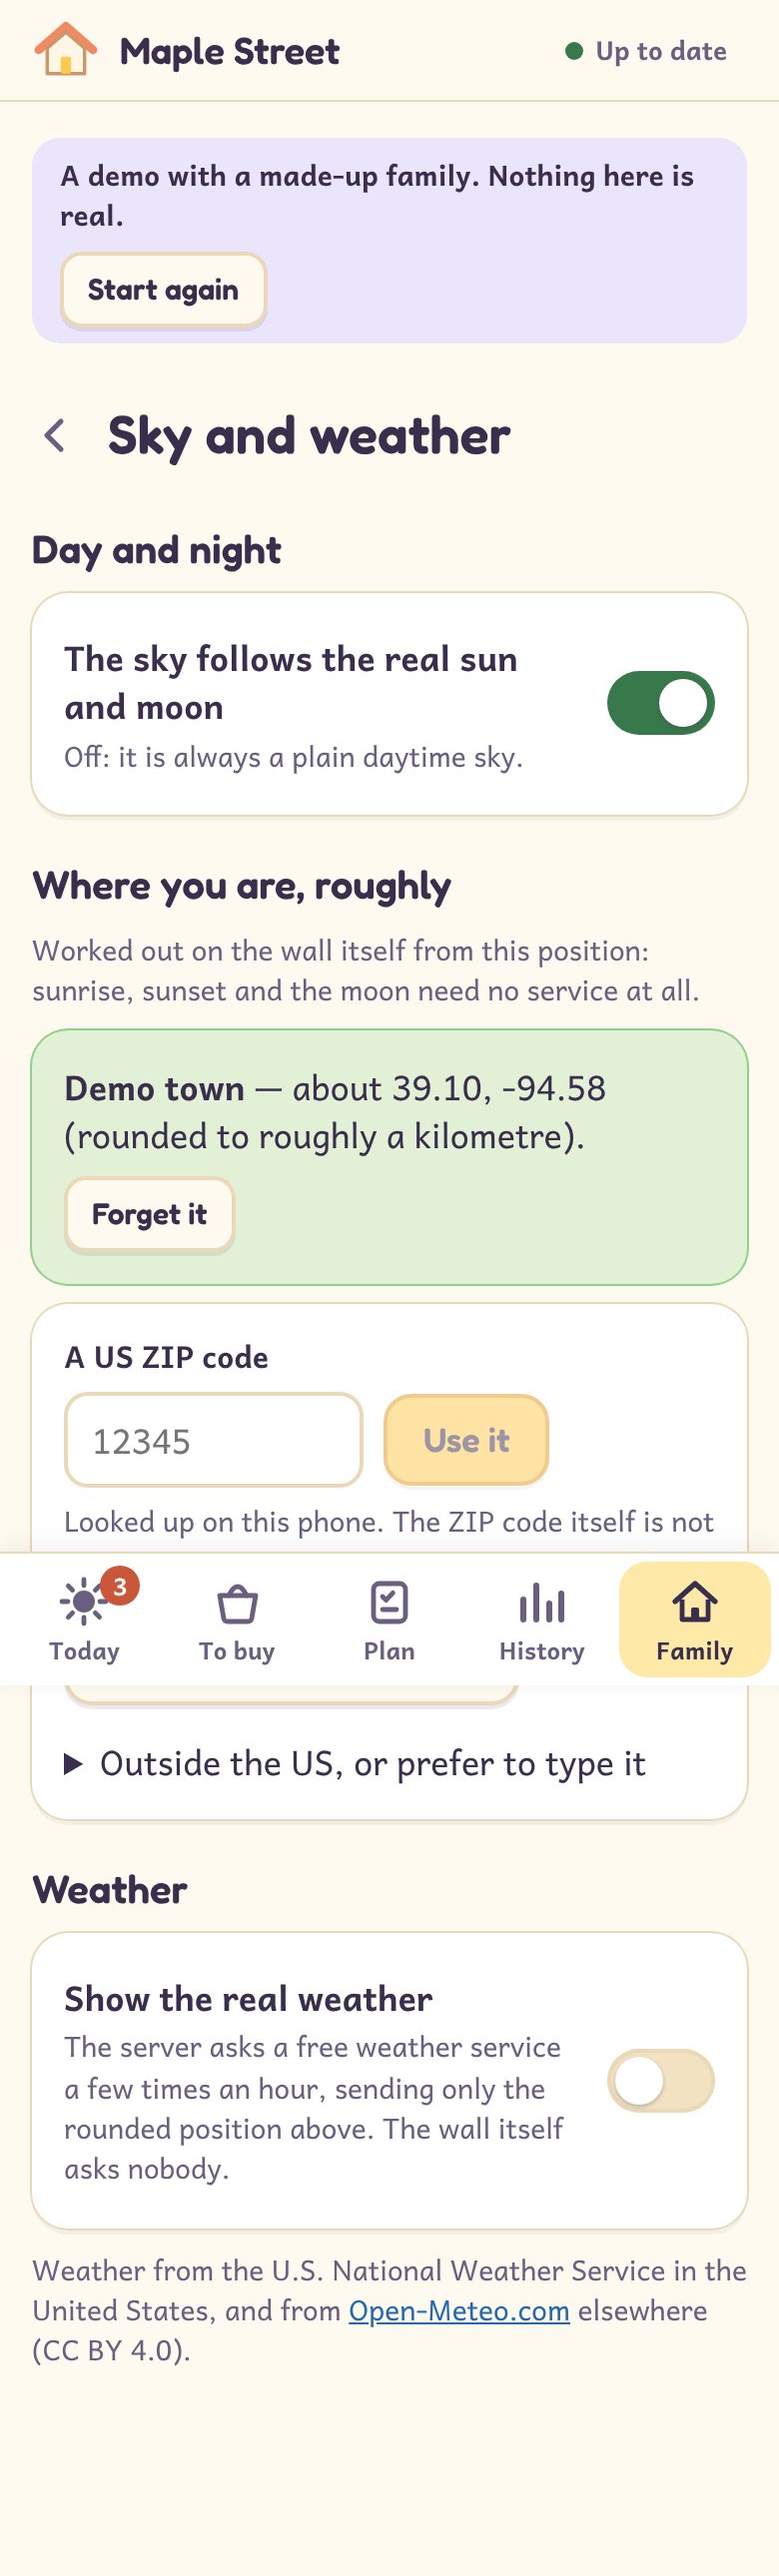 Maple Street
Up to date
A demo with a made-up family. Nothing here is
real.
Start again
Sky and weather
Day and night
The sky follows the real sun
and moon
Off: it is always a plain daytime sky.
Where you are, roughly
Worked out on the wall itself from this position:
sunrise, sunset and the moon need no service at all.
Demo town — about 39.10, -94.58
(rounded to roughly a kilometre).
Forget it
A US ZIP code
12345
Use it
Looked up on this phone. The ZIP code itself is not
3
Today
To buy
Plan
History
Family
Outside the US, or prefer to type it
Weather
Show the real weather
The server asks a free weather service
a few times an hour, sending only the
rounded position above. The wall itself
asks nobody.
Weather from the U.S. National Weather Service in the
United States, and from Open-Meteo.com elsewhere
(CC BY 4.0).